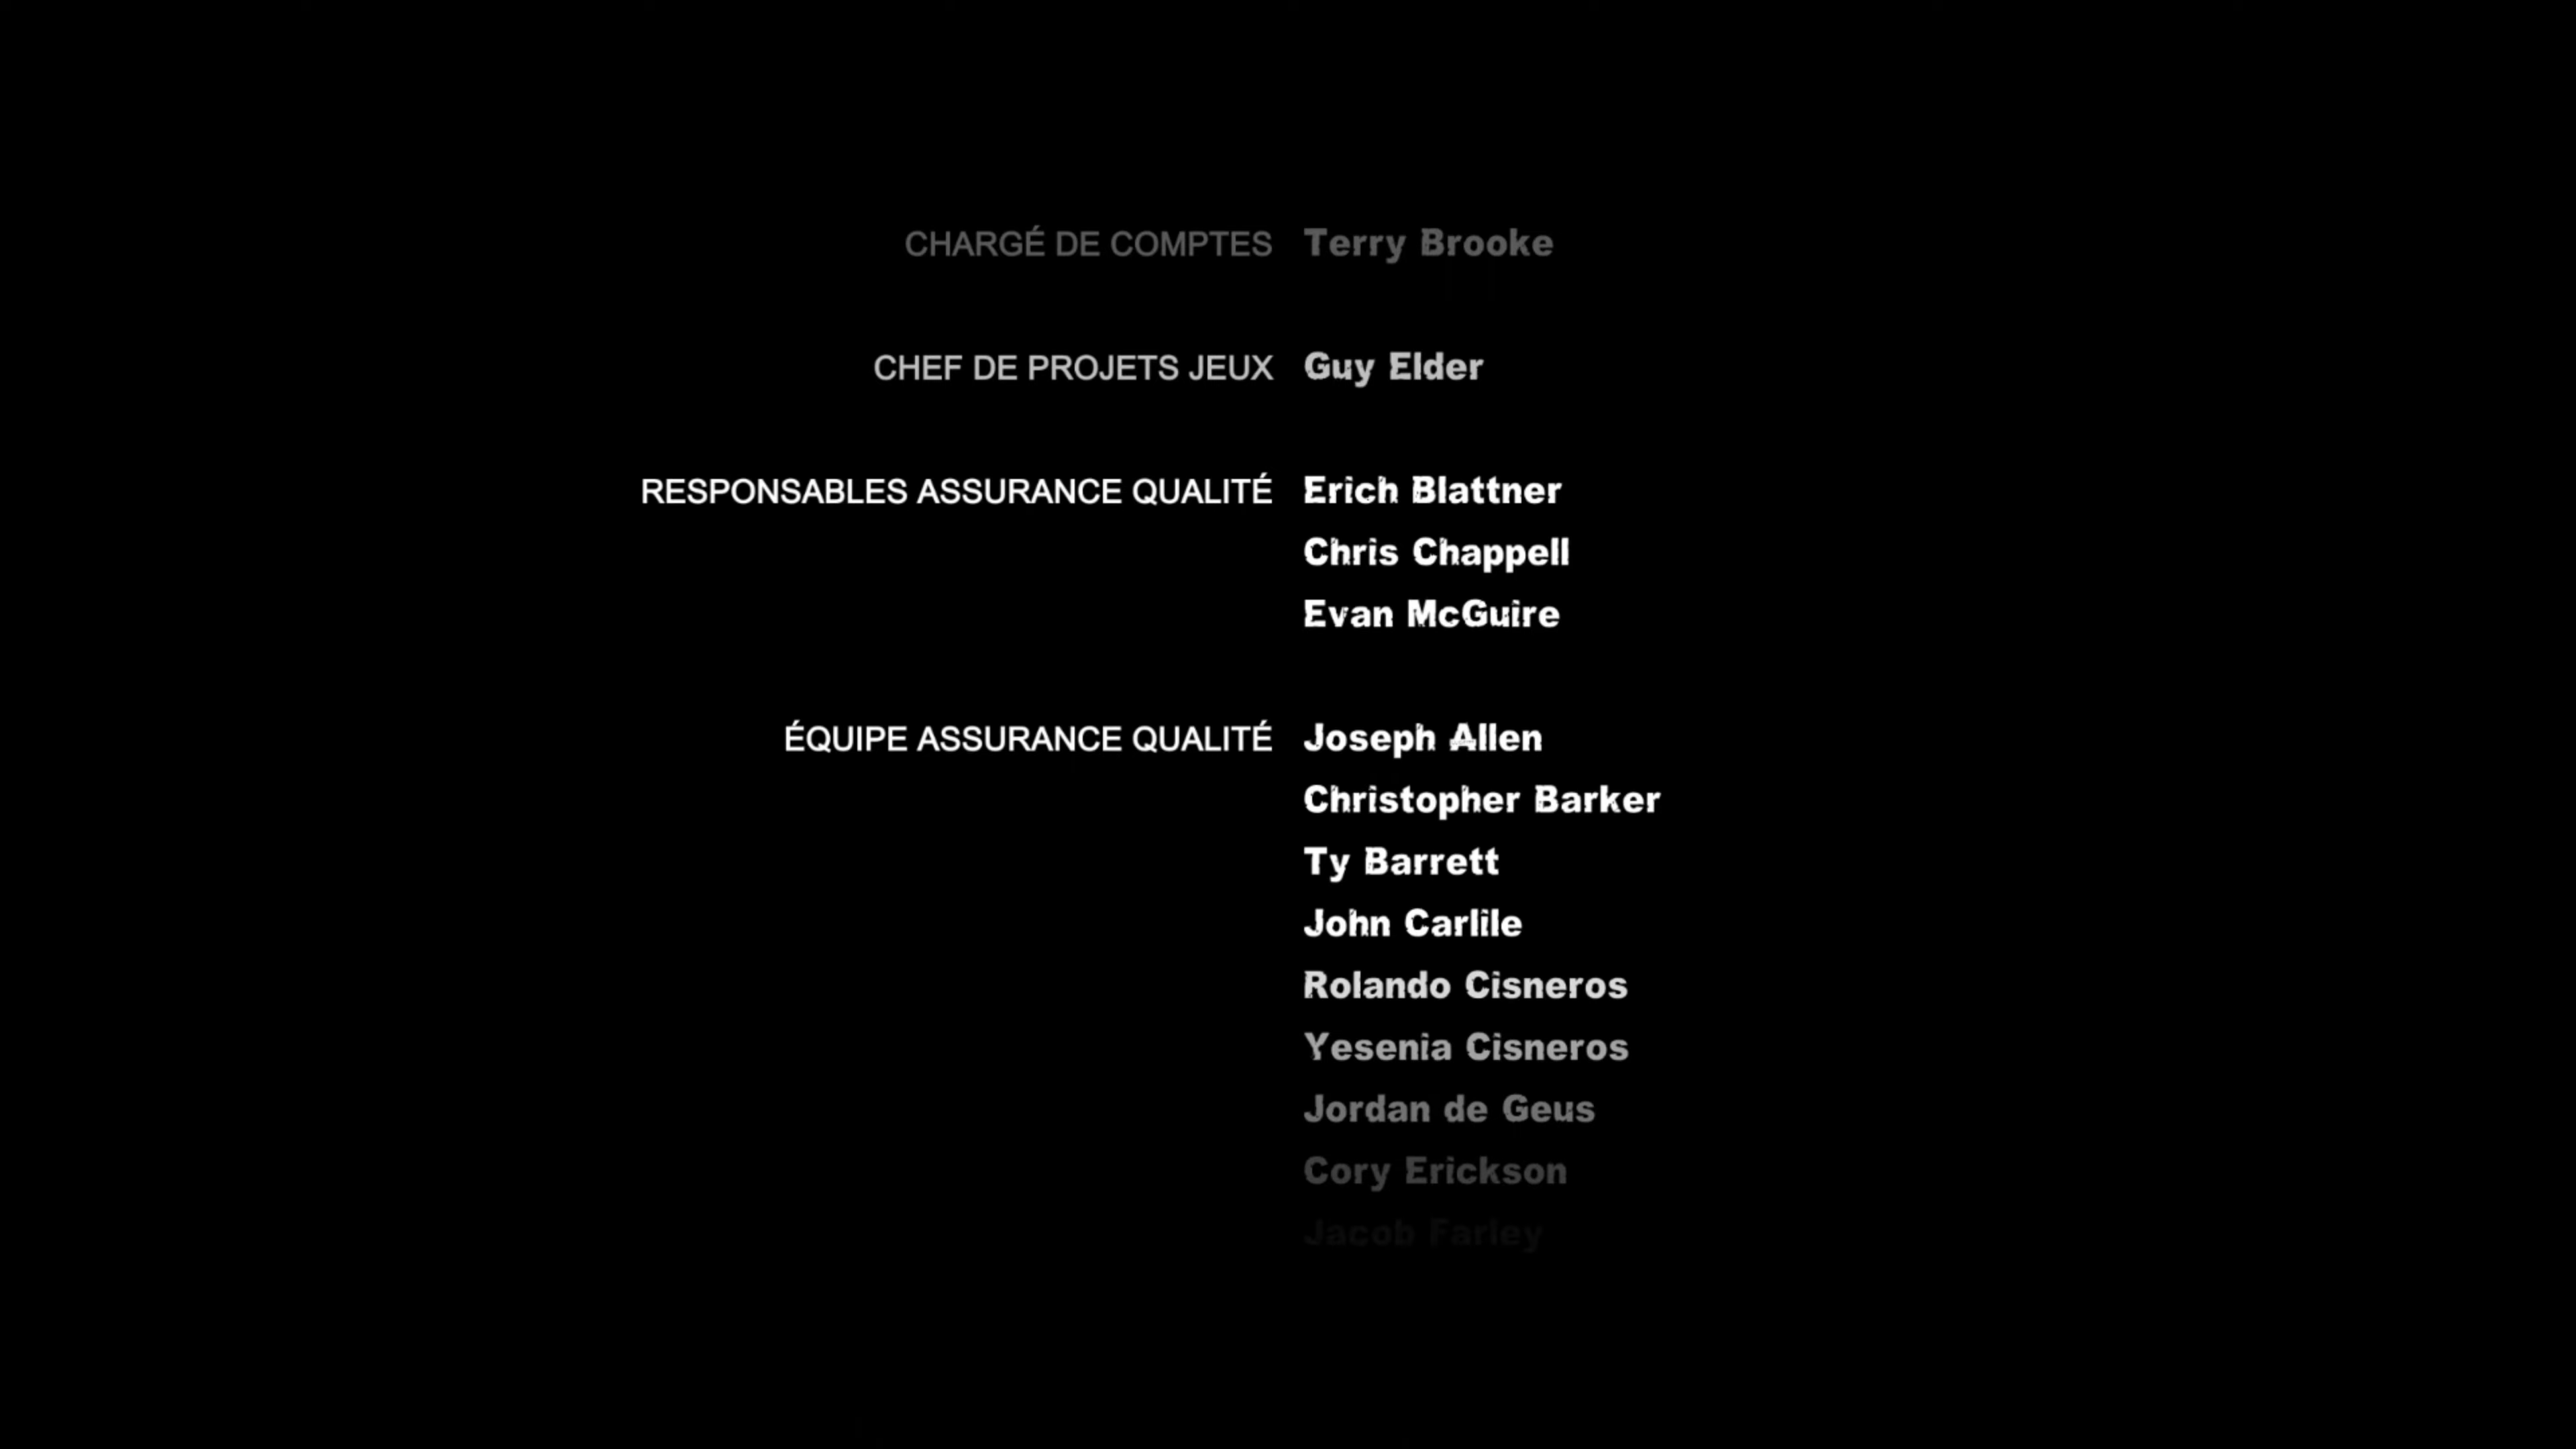 CHARGÉ DE COMPTES Terry Brooke
CHEF DE PROJETS JEUX Guy Elder
RESPONSABLES ASSURANCE QUALITÉ Erich Blattner
Chris Chappell
Evan McGuire
ÉQUIPE ASSURANCE QUALITÉ Joseph Allen
Christopher Barker
Ty Barrett
John Carlile
Rolando Cisneros
Yesenia Cisneros
Jordan de Geus
Cory Erickson
Jacob Farley